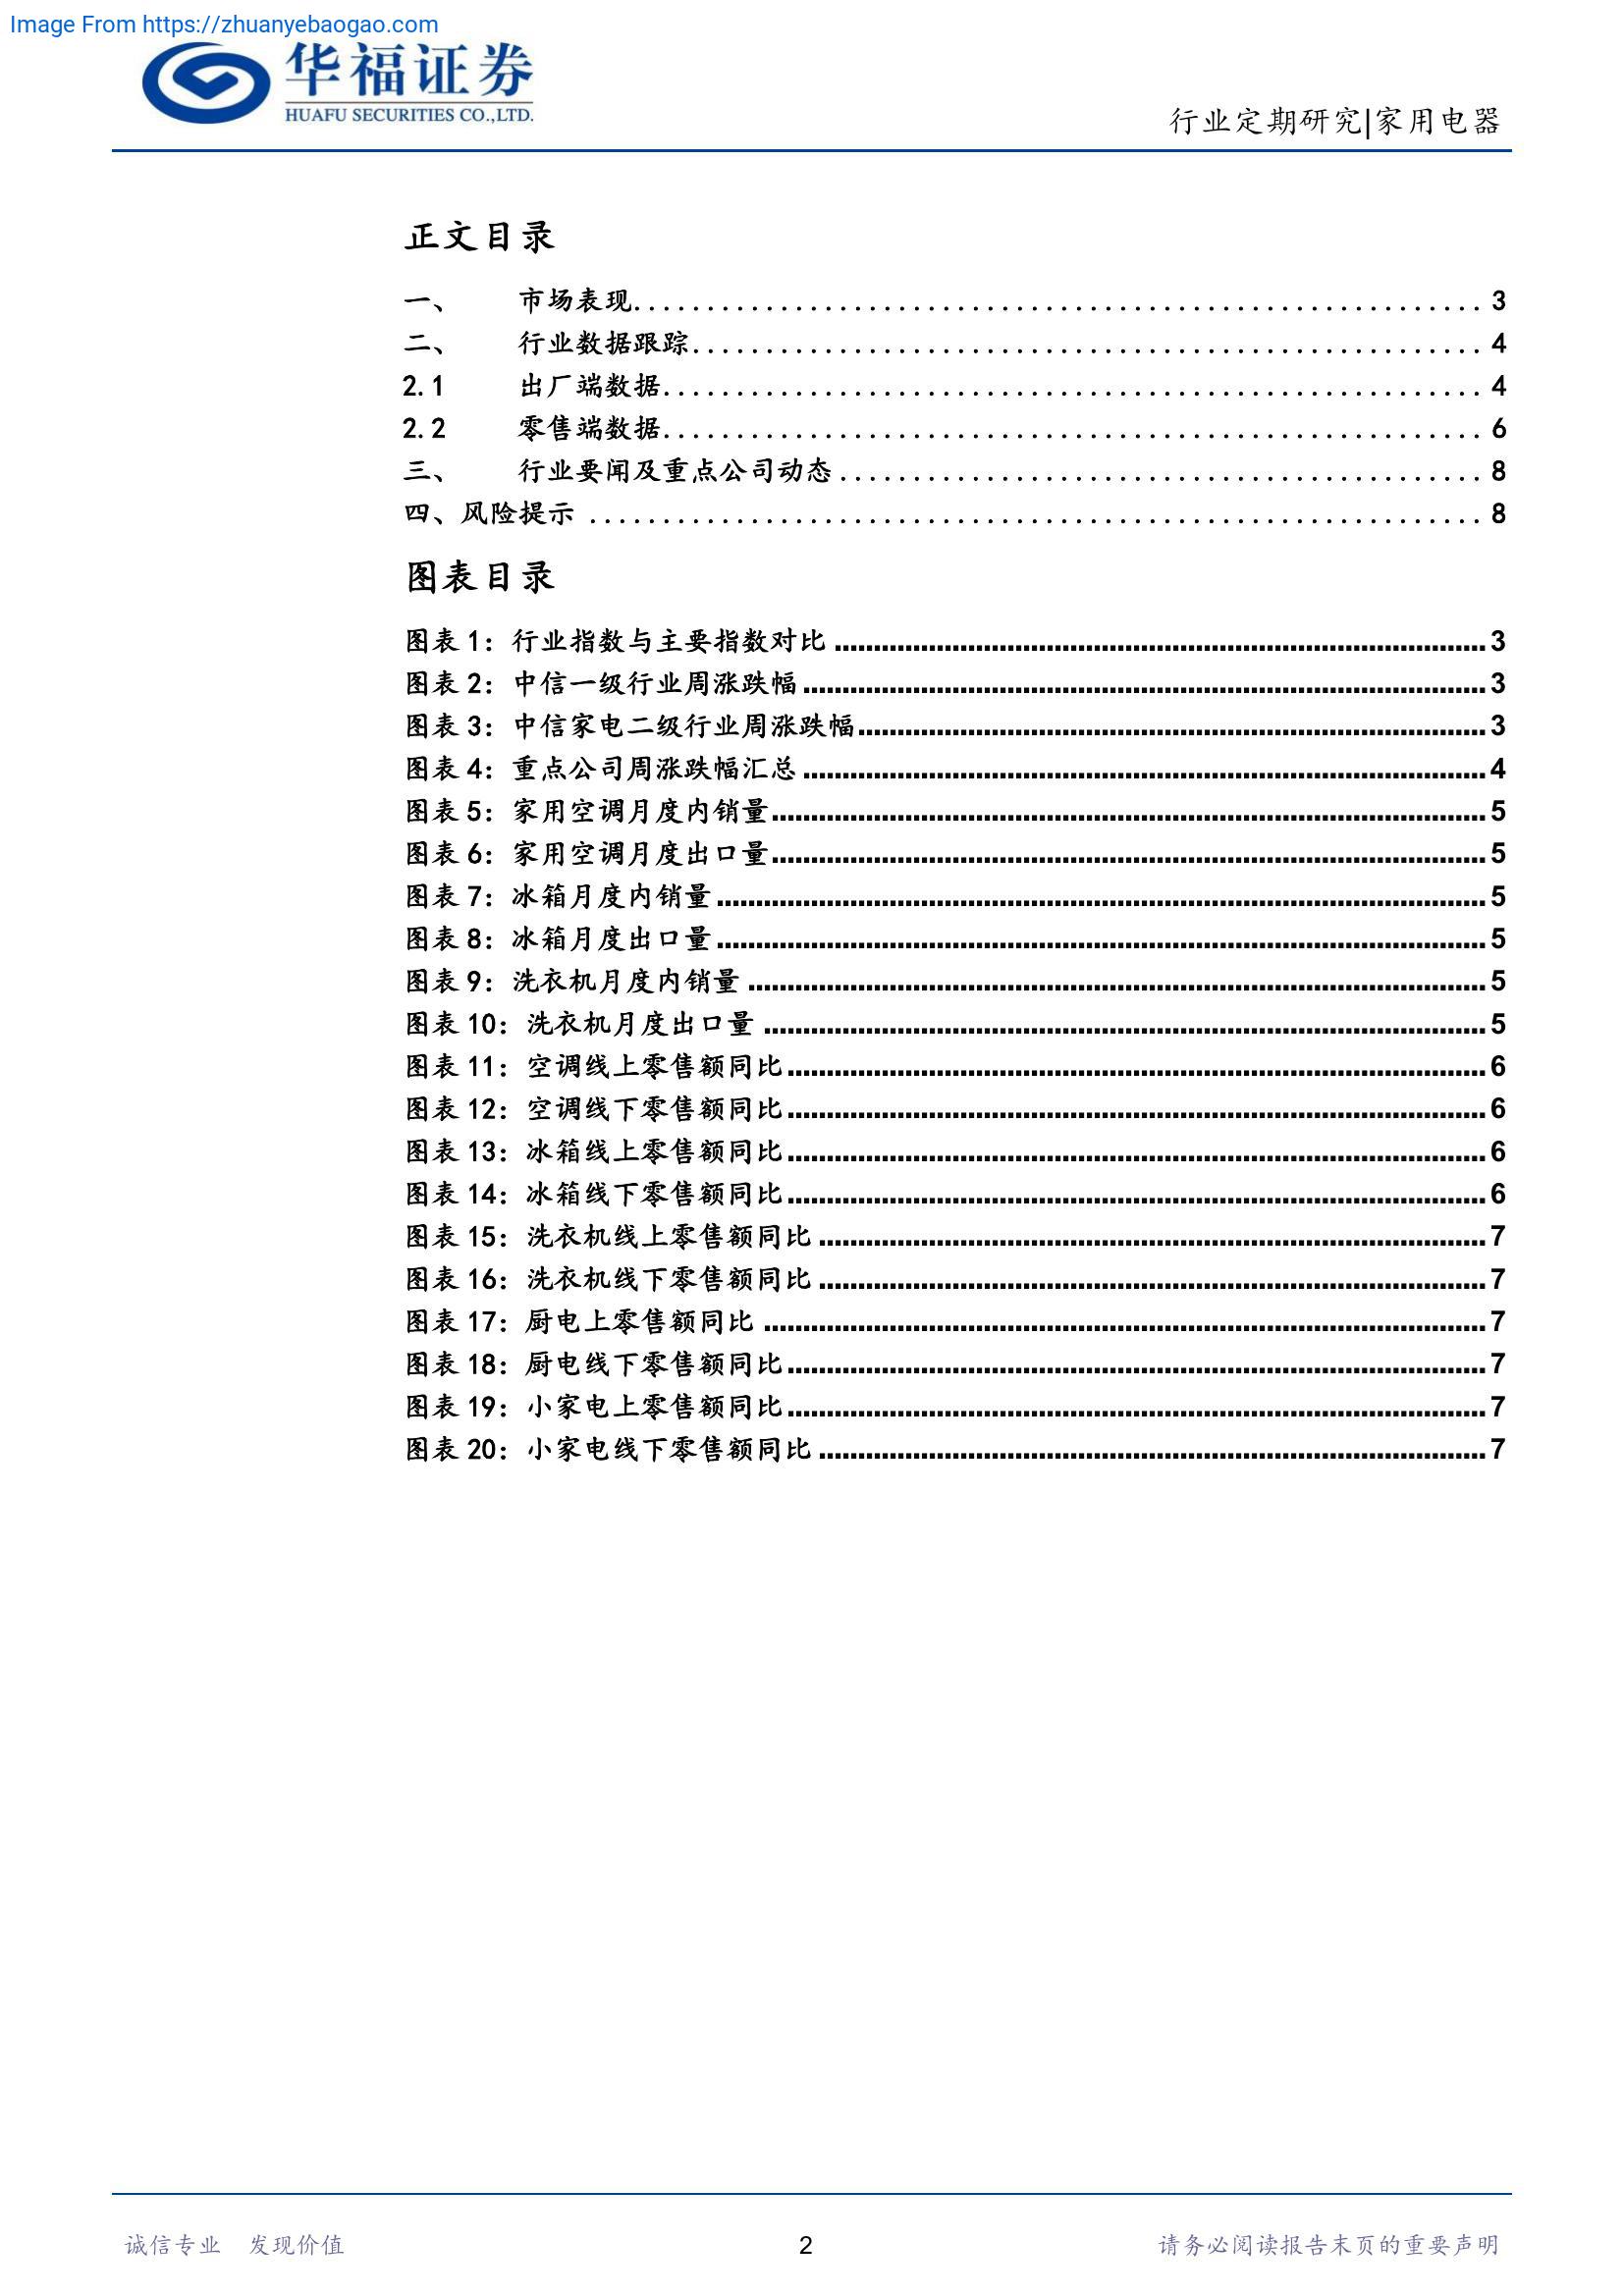 Image From https://zhuanyebaogao.com
华福证券
HUAFU SECURITIES CO.,LTD.
行业定期研究|家用电器
正文目录
一、 市场表现 3
二、 行业数据跟踪 4
2.1 出厂端数据 4
2.2 零售端数据 6
三、 行业要闻及重点公司动态 8
四、风险提示 8
图表目录
图表 1：行业指数与主要指数对比 3
图表 2：中信一级行业周涨跌幅 3
图表 3：中信家电二级行业周涨跌幅 3
图表 4：重点公司周涨跌幅汇总 4
图表 5：家用空调月度内销量 5
图表 6：家用空调月度出口量 5
图表 7：冰箱月度内销量 5
图表 8：冰箱月度出口量 5
图表 9：洗衣机月度内销量 5
图表 10：洗衣机月度出口量 5
图表 11：空调线上零售额同比 6
图表 12：空调线下零售额同比 6
图表 13：冰箱线上零售额同比 6
图表 14：冰箱线下零售额同比 6
图表 15：洗衣机线上零售额同比 7
图表 16：洗衣机线下零售额同比 7
图表 17：厨电上零售额同比 7
图表 18：厨电线下零售额同比 7
图表 19：小家电上零售额同比 7
图表 20：小家电线下零售额同比 7
诚信专业 发现价值 2 请务必阅读报告末页的重要声明